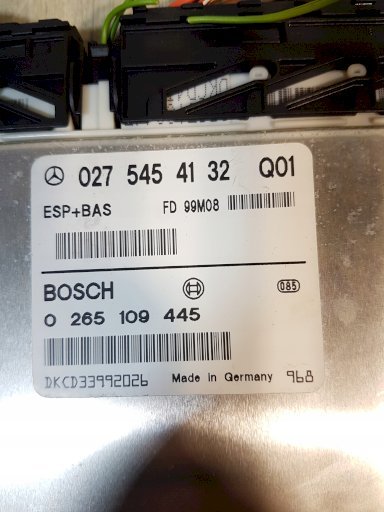 027 545 41 32 Q01
ESP+BAS FD 99M08
BOSCH 085
0 265 109 445
DKCD33992026 Made in Germany 968